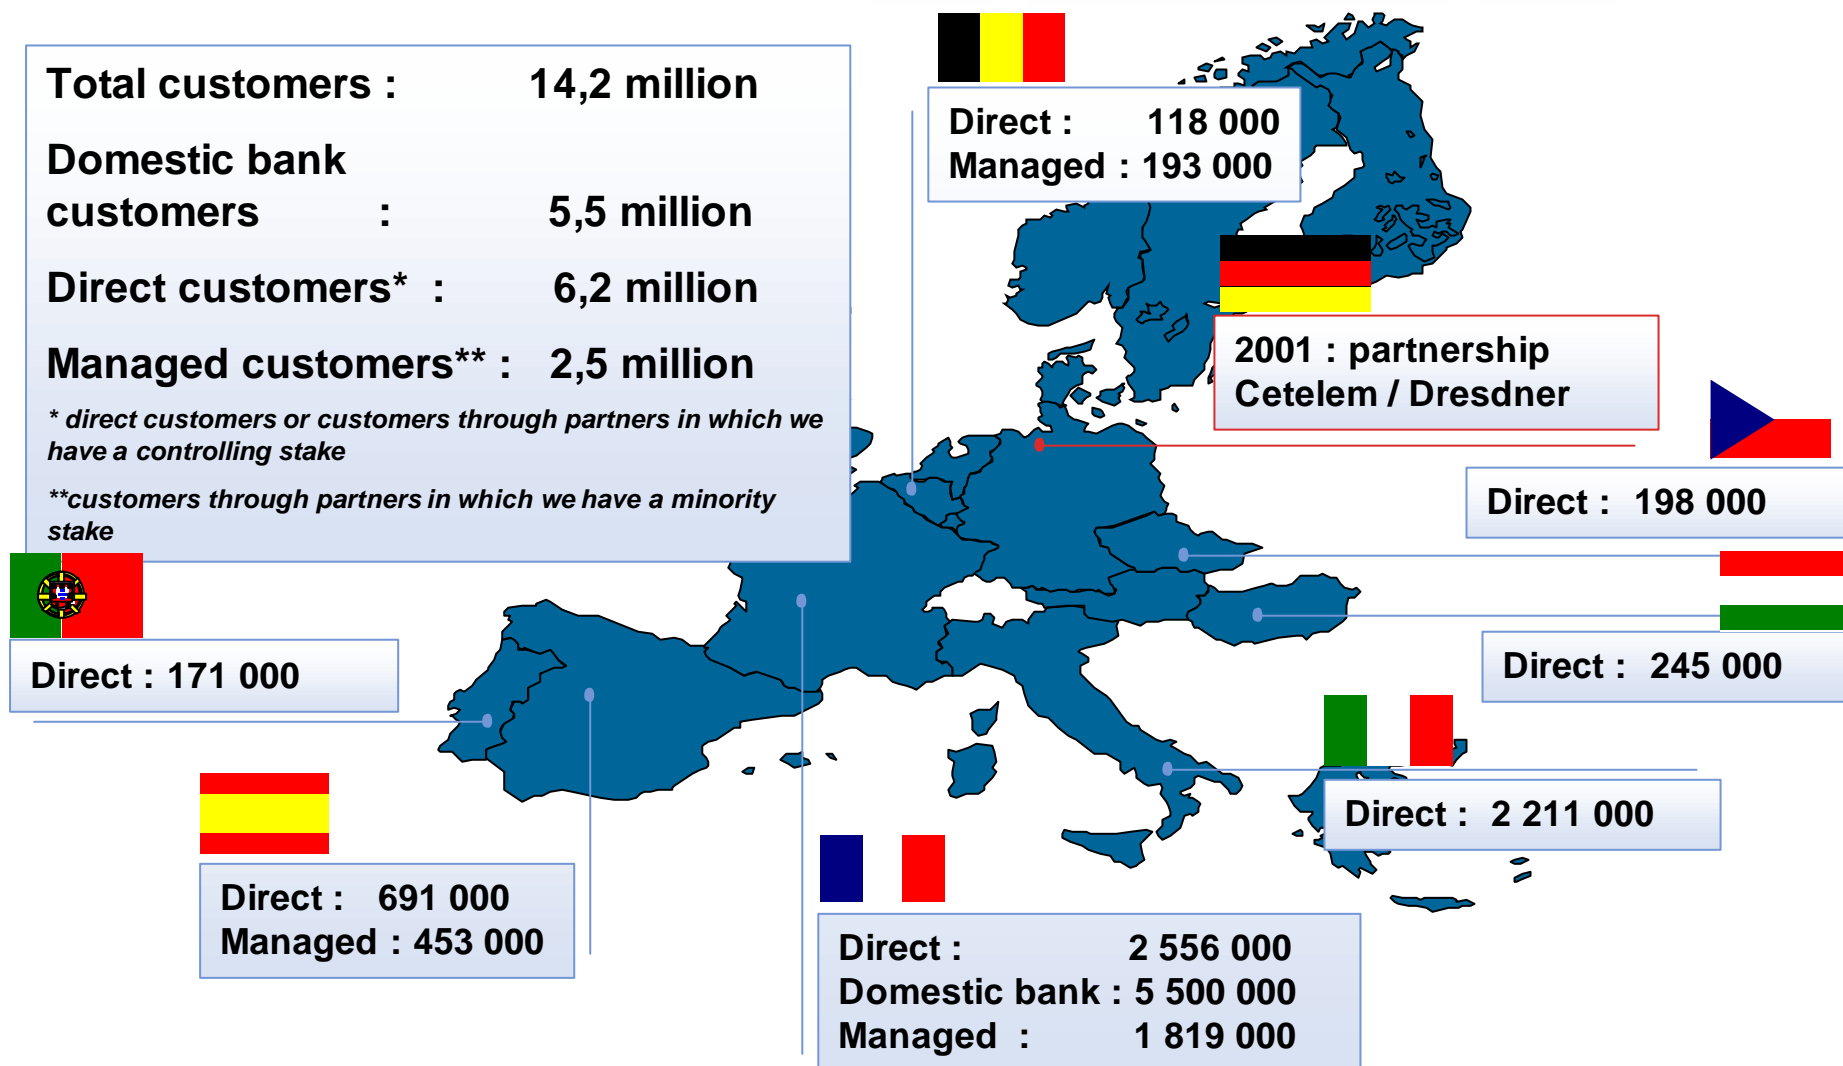 Total customers : 14,2 million
Domestic bank
customers : 5,5 million
Direct customers* : 6,2 million
Managed customers** : 2,5 million
* direct customers or customers through partners in which we
have a controlling stake
**customers through partners in which we have a minority
stake
Direct : 118 000
Managed : 193 000
2001 : partnership
Cetelem / Dresdner
Direct : 198 000
Direct : 245 000
Direct : 171 000
Direct : 2 211 000
Direct : 691 000
Managed : 453 000
Direct : 2 556 000
Domestic bank : 5 500 000
Managed : 1 819 000